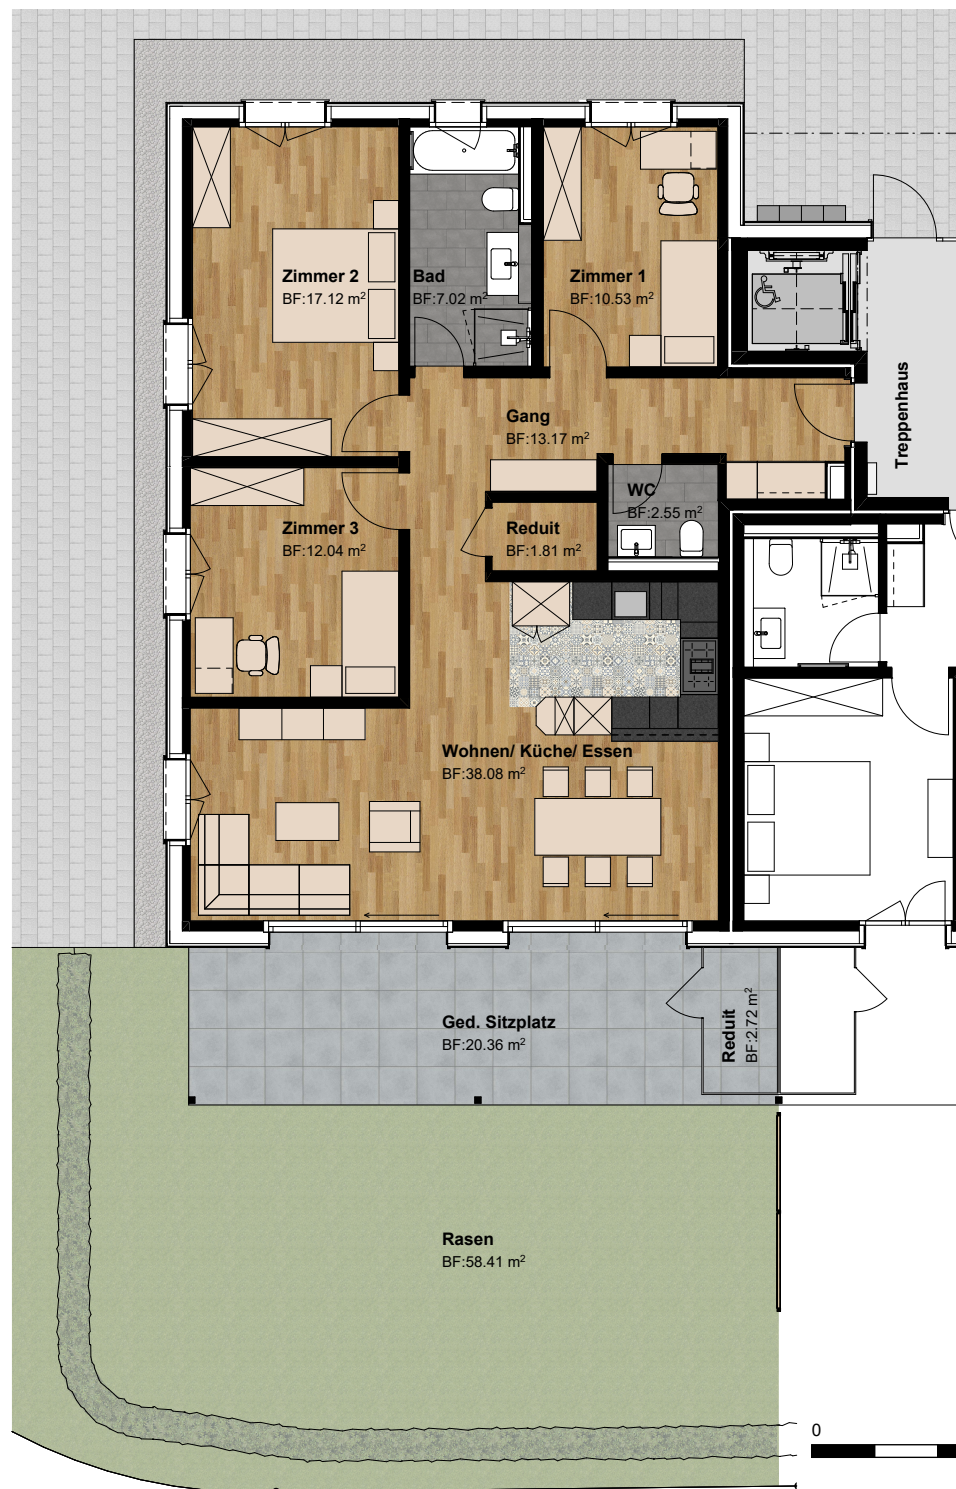 Zimmer 2
BF:17.12 m²
Bad
BF:7.02 m²
Zimmer 1
BF:10.53 m²
Treppenhaus
Gang
BF:13.17 m²
WC
BF:2.55 m²
Zimmer 3
BF:12.04 m²
Reduit
BF:1.81 m²
Wohnen/ Küche/ Essen
BF:38.08 m²
Ged. Sitzplatz
BF:20.36 m²
Reduit
BF:2.72 m²
Rasen
BF:58.41 m²
0